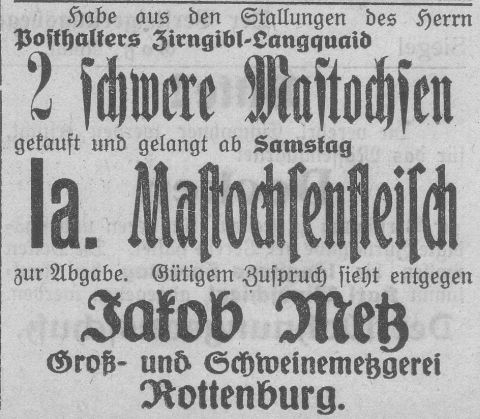 Habe aus den Stallungen des Herrn
Posthalters Zirngibl-Langquaid
2 schwere Mastochsen
gekauft und gelangt ab Samstag
Ia. Mastochsenfleisch
zur Abgabe. Gütigem Zuspruch sieht entgegen
Jakob Metz
Groß- und Schweinemetzgerei
Rottenburg.